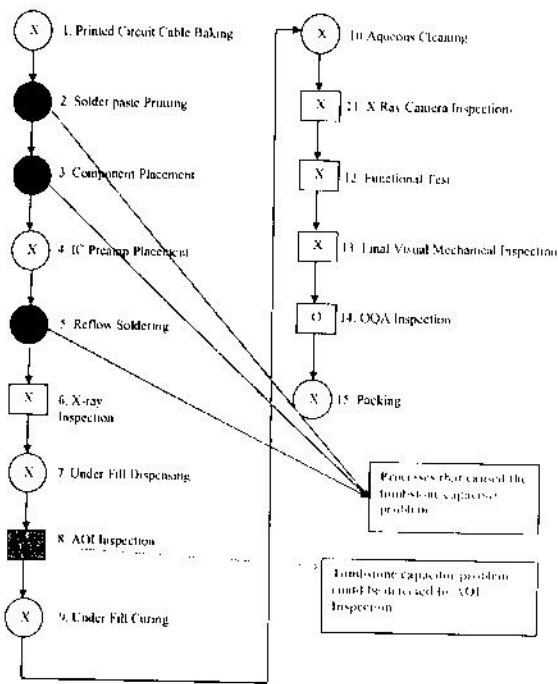 X 1. Printed Circuit Cable Baking
2. Solder paste Printing
3. Component Placement
X 4. IC Preamp Placement
5. Reflow Soldering
X 6. X-ray
Inspection
X 7. Under Fill Dispensing
8. AOI Inspection
X 9. Under Fill Curing
X 10. Aqueous Cleaning
X 11. X Ray Camera Inspection
X 12. Functional Test
X 13. Final Visual Mechanical Inspection
O 14. OQA Inspection
X 15. Packing
Processes that caused the
tombstone capacitor
problem
Tombstone capacitor problem
could be detected in AOI
Inspection